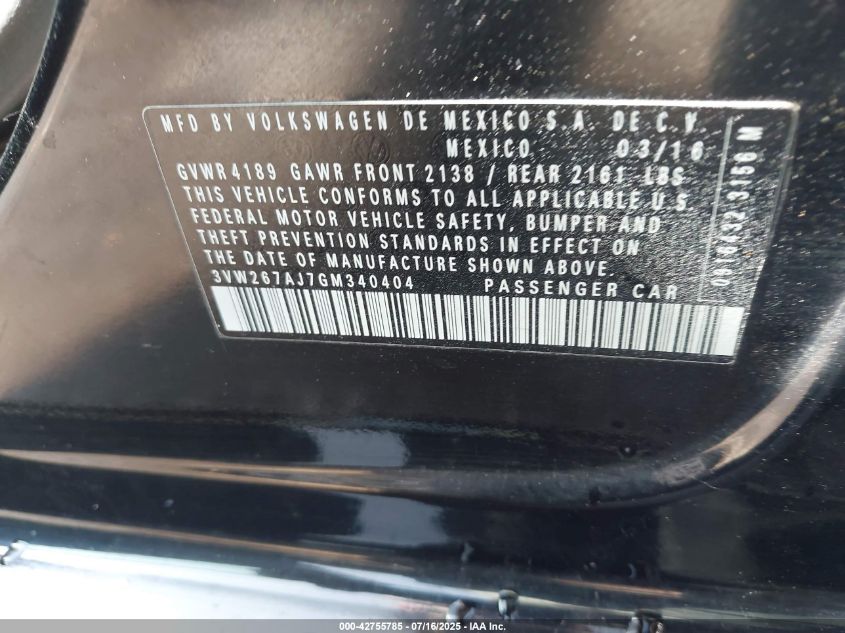 MFD BY VOLKSWAGEN DE MEXICO S.A. DE C.V.
MEXICO 03/16
GVWR 4189 GAWR FRONT 2138 / REAR 2161 LBS
THIS VEHICLE CONFORMS TO ALL APPLICABLE U.S.
FEDERAL MOTOR VEHICLE SAFETY, BUMPER AND
THEFT PREVENTION STANDARDS IN EFFECT ON
THE DATE OF MANUFACTURE SHOWN ABOVE.
3VW267AJ7GM340404 PASSENGER CAR
3156 M
000-42755785 - 07/16/2025 - IAA Inc.